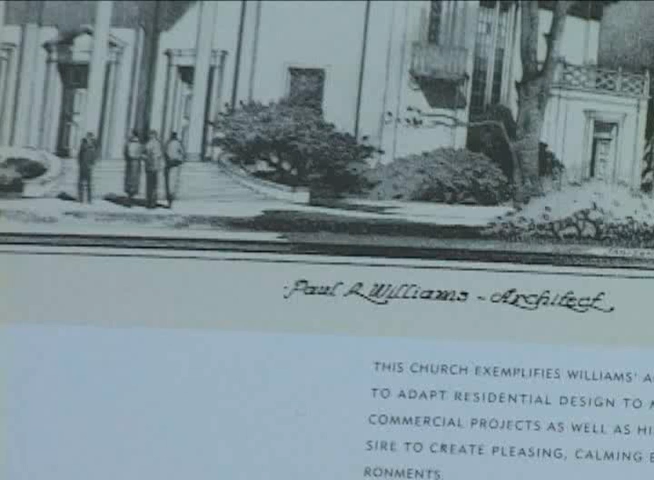 Paul R Williams - Architect
THIS CHURCH EXEMPLIFIES WILLIAMS' A
TO ADAPT RESIDENTIAL DESIGN TO
COMMERCIAL PROJECTS AS WELL AS HI
SIRE TO CREATE PLEASING, CALMING E
RONMENTS